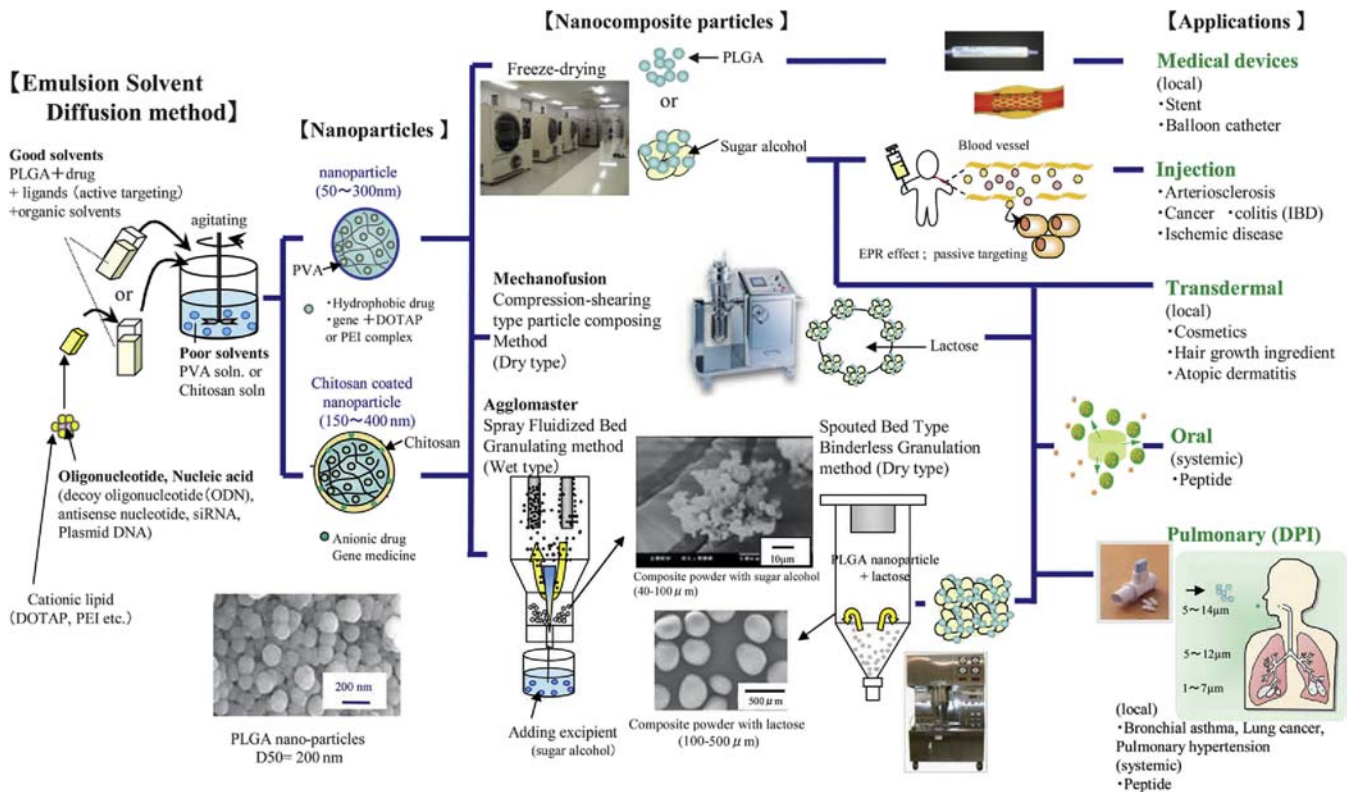 【Nanocomposite particles 】
【Applications 】
【Emulsion Solvent
Diffusion method】
【Nanoparticles 】
Good solvents
PLGA＋drug
+ ligands (active targeting)
+organic solvents
agitating
or
Poor solvents
PVA soln. or
Chitosan soln
Oligonucleotide, Nucleic acid
(decoy oligonucleotide(ODN),
antisense nucleotide, siRNA,
Plasmid DNA)
Cationic lipid
(DOTAP, PEI etc.)
nanoparticle
(50～300nm)
PVA
・Hydrophobic drug
・gene ＋DOTAP
or PEI complex
Chitosan coated
nanoparticle
(150～400 nm)
Chitosan
・Anionic drug
Gene medicine
200 nm
PLGA nano-particles
D50= 200 nm
Freeze-drying
PLGA
or
Sugar alcohol
Mechanofusion
Compression-shearing
type particle composing
Method
(Dry type)
Lactose
Agglomaster
Spray Fluidized Bed
Granulating method
(Wet type)
Adding excipient
(sugar alcohol)
10μm
Composite powder with sugar alcohol
(40-100μm)
500μm
Composite powder with lactose
(100-500μm)
Spouted Bed Type
Binderless Granulation
method (Dry type)
PLGA nanoparticle
+ lactose
Blood vessel
EPR effect ; passive targeting
Medical devices
(local)
・Stent
・Balloon catheter
Injection
・Arteriosclerosis
・Cancer ・colitis (IBD)
・Ischemic disease
Transdermal
(local)
・Cosmetics
・Hair growth ingredient
・Atopic dermatitis
Oral
(systemic)
・Peptide
Pulmonary (DPI)
5～14μm
5～12μm
1～7μm
(local)
・Bronchial asthma, Lung cancer,
Pulmonary hypertension
(systemic)
・Peptide